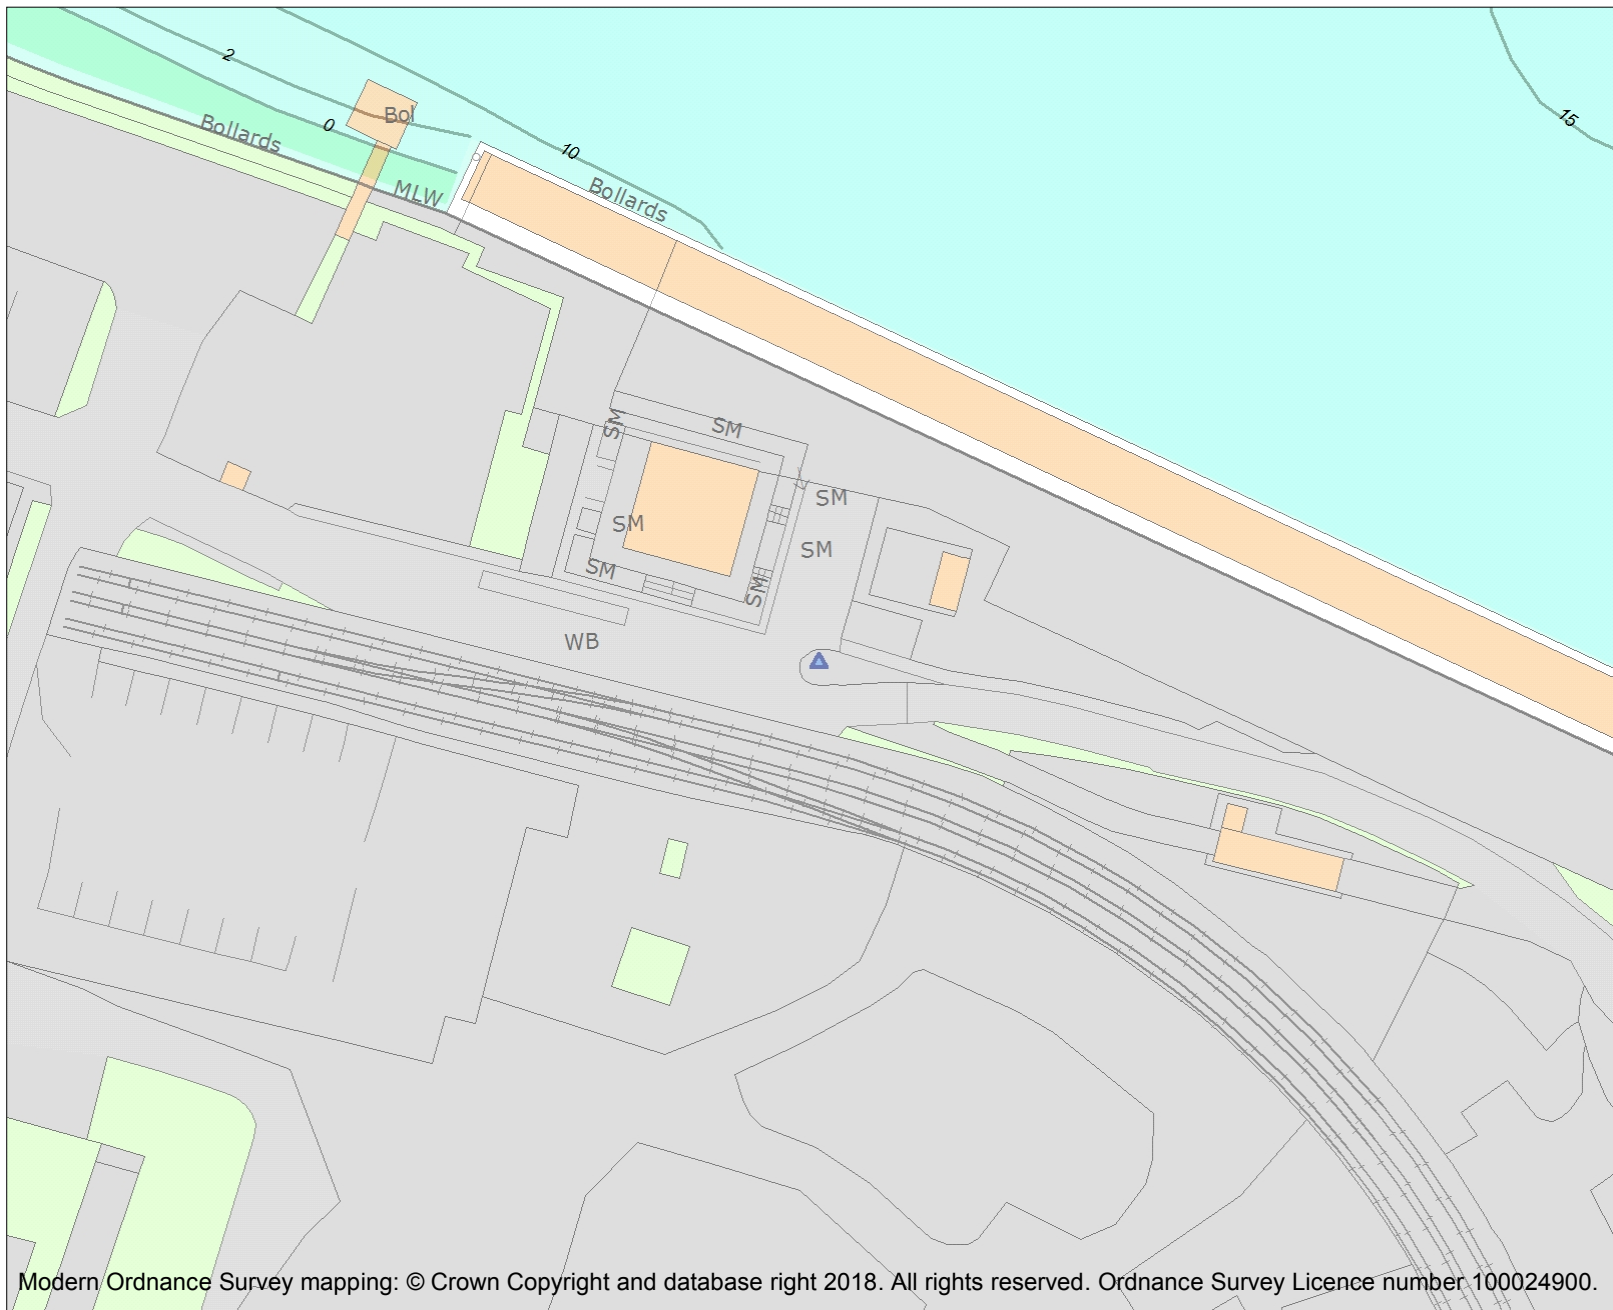 2
Bol
Bollards
0
15
10
MLW
Bollards
SM
SM
SM
SM
SM
SM
SM
WB
Modern Ordnance Survey mapping: © Crown Copyright and database right 2018. All rights reserved. Ordnance Survey Licence number 100024900.